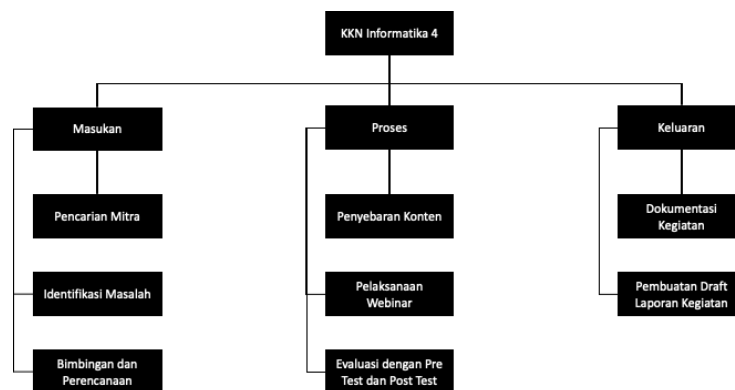 KKN Informatika 4
Masukan
Proses
Keluaran
Pencarian Mitra
Penyebaran Konten
Dokumentasi
Kegiatan
Identifikasi Masalah
Pelaksanaan
Webinar
Pembuatan Draft
Laporan Kegiatan
Bimbingan dan
Perencanaan
Evaluasi dengan Pre
Test dan Post Test